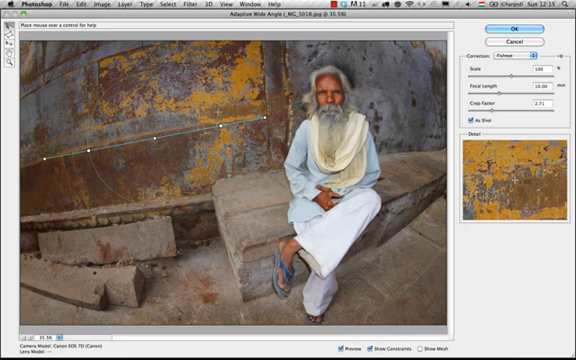 Photoshop File Edit Image Layer Type Select Filter View Window Help
Sun 12:15
Adaptive Wide Angle (_MG_5018.jpg @ 35.5%)
Place mouse over a control for help
OK
Cancel
Correction: Fisheye
Scale 100 %
Focal Length 10.00 mm
Crop Factor 2.71
As Shot
Detail
35.5%
Camera Model: Canon EOS 7D (Canon)
Lens Model: ---
Preview Show Constraints Show Mesh